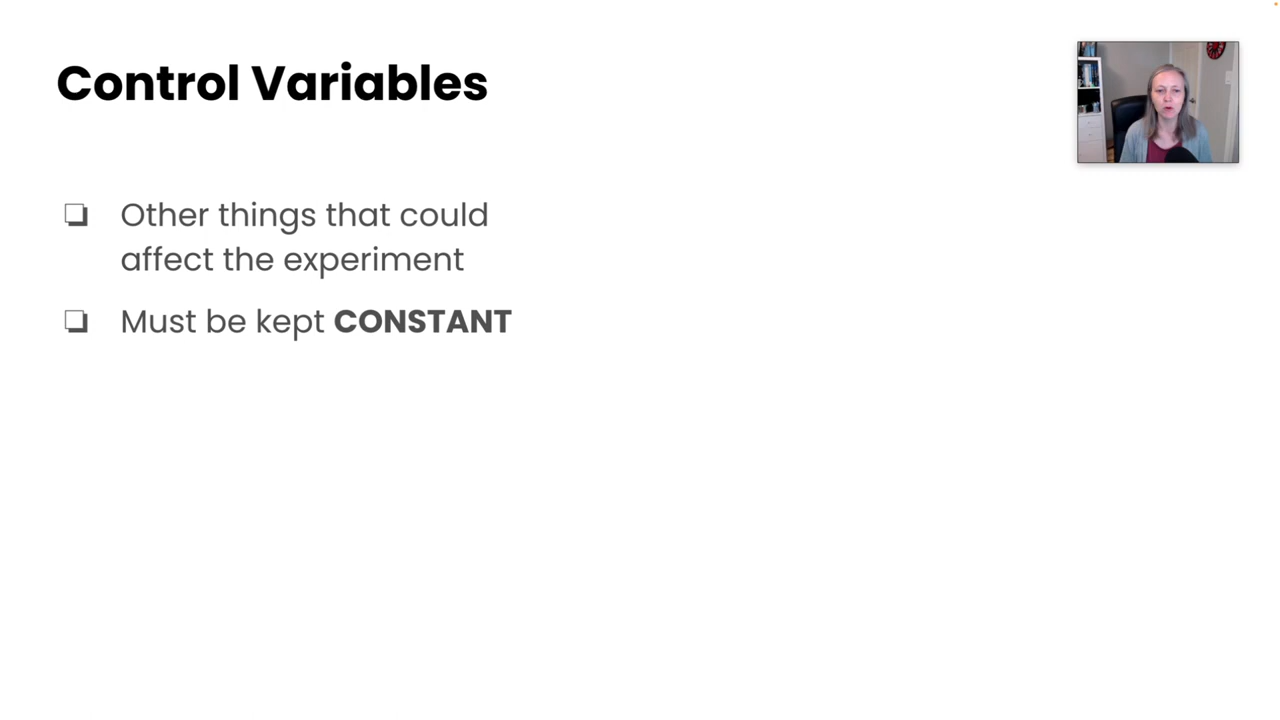 Control Variables
Other things that could
affect the experiment
Must be kept CONSTANT